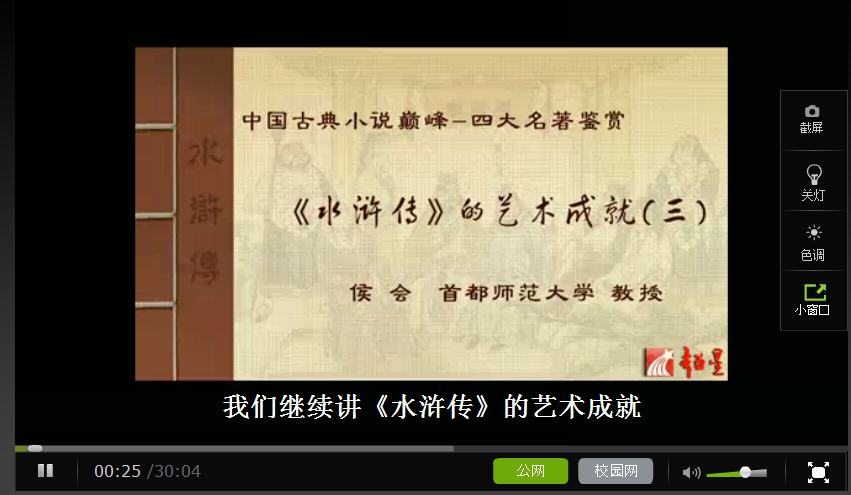 中国古典小说巅峰-四大名著鉴赏
水
浒
傳
《水浒传》的艺术成就(三)
侯 会 首都师范大学 教授
超星
我们继续讲《水浒传》的艺术成就
截屏
关灯
色调
小窗口
00:25 /30:04
公网
校园网